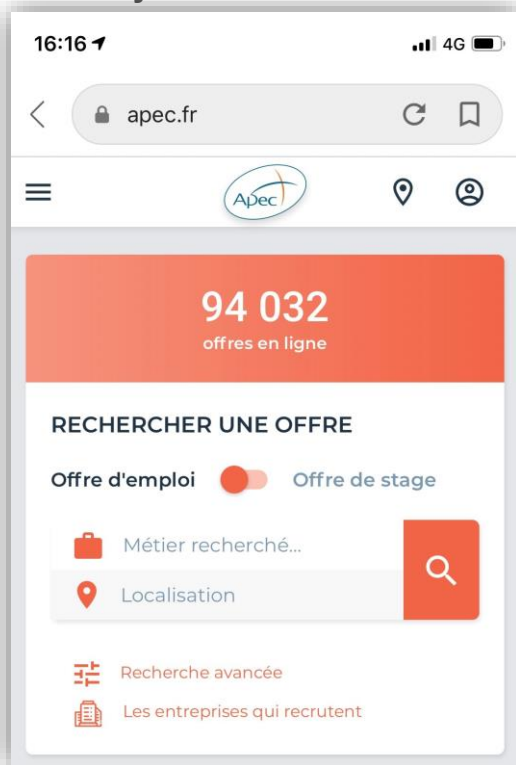 16:16
4G
apec.fr
Apec
94 032
offres en ligne
RECHERCHER UNE OFFRE
Offre d'emploi Offre de stage
Métier recherché...
Localisation
Recherche avancée
Les entreprises qui recrutent